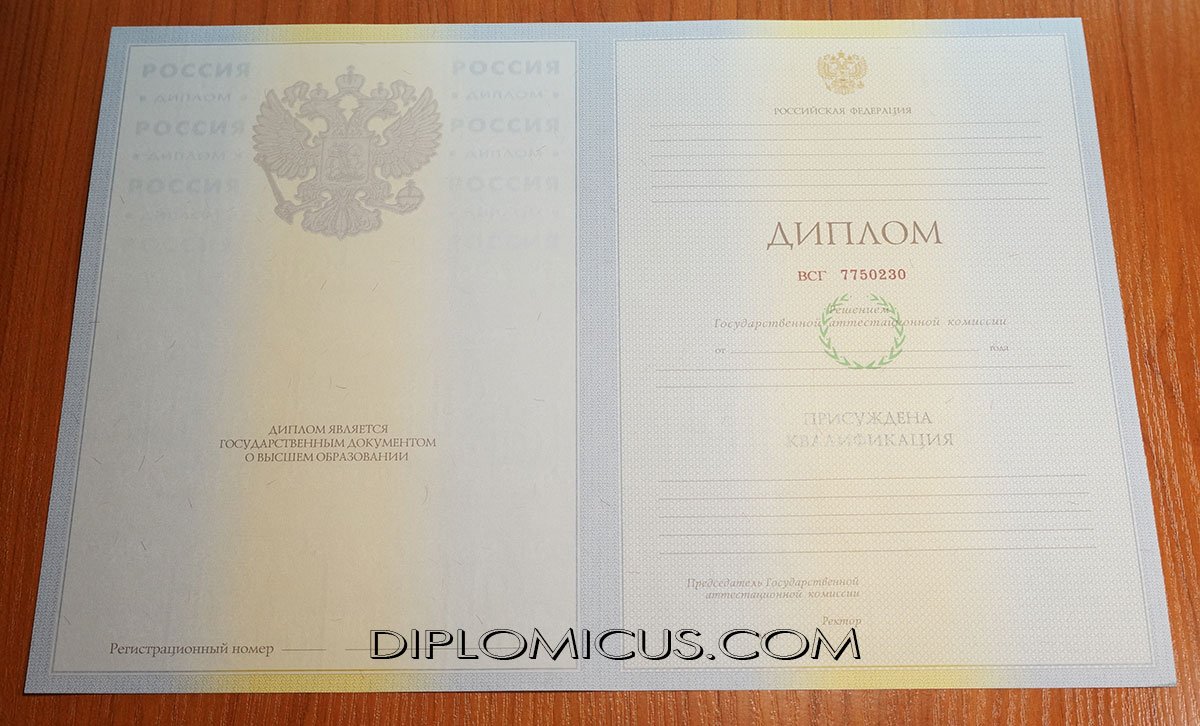 РОССИЯ РОССИЯ
• ДИПЛОМ • • ДИПЛОМ •
РОССИЯ РОССИЯ
• ДИПЛОМ • • ДИПЛОМ •
РОССИЯ РОССИЯ
ДИПЛОМ ЯВЛЯЕТСЯ
ГОСУДАРСТВЕННЫМ ДОКУМЕНТОМ
О ВЫСШЕМ ОБРАЗОВАНИИ
Регистрационный номер
РОССИЙСКАЯ ФЕДЕРАЦИЯ
ДИПЛОМ
ВСГ 7750230
Решением
Государственной аттестационной комиссии
от года
ПРИСУЖДЕНА
КВАЛИФИКАЦИЯ
Председатель Государственной
аттестационной комиссии
Ректор
DIPLOMICUS.COM